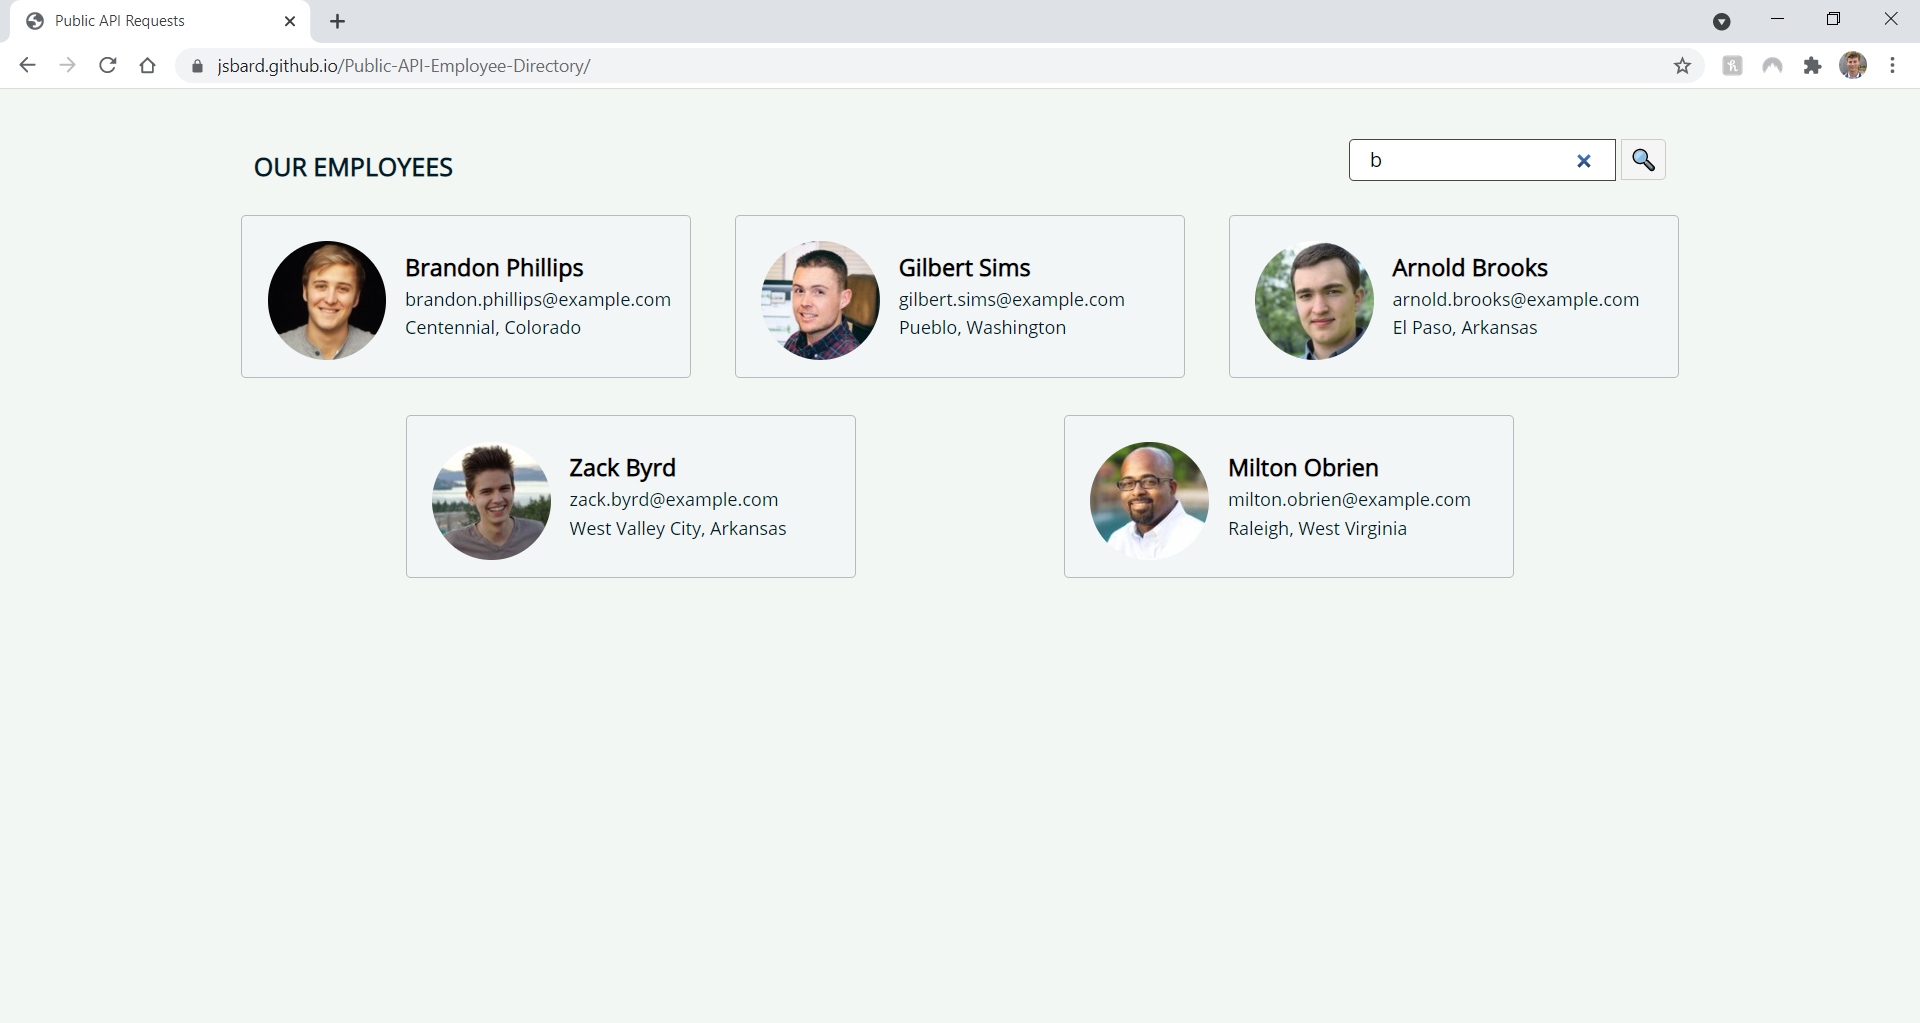 Public API Requests
jsbard.github.io/Public-API-Employee-Directory/
OUR EMPLOYEES
b
Brandon Phillips
brandon.phillips@example.com
Centennial, Colorado
Gilbert Sims
gilbert.sims@example.com
Pueblo, Washington
Arnold Brooks
arnold.brooks@example.com
El Paso, Arkansas
Zack Byrd
zack.byrd@example.com
West Valley City, Arkansas
Milton Obrien
milton.obrien@example.com
Raleigh, West Virginia